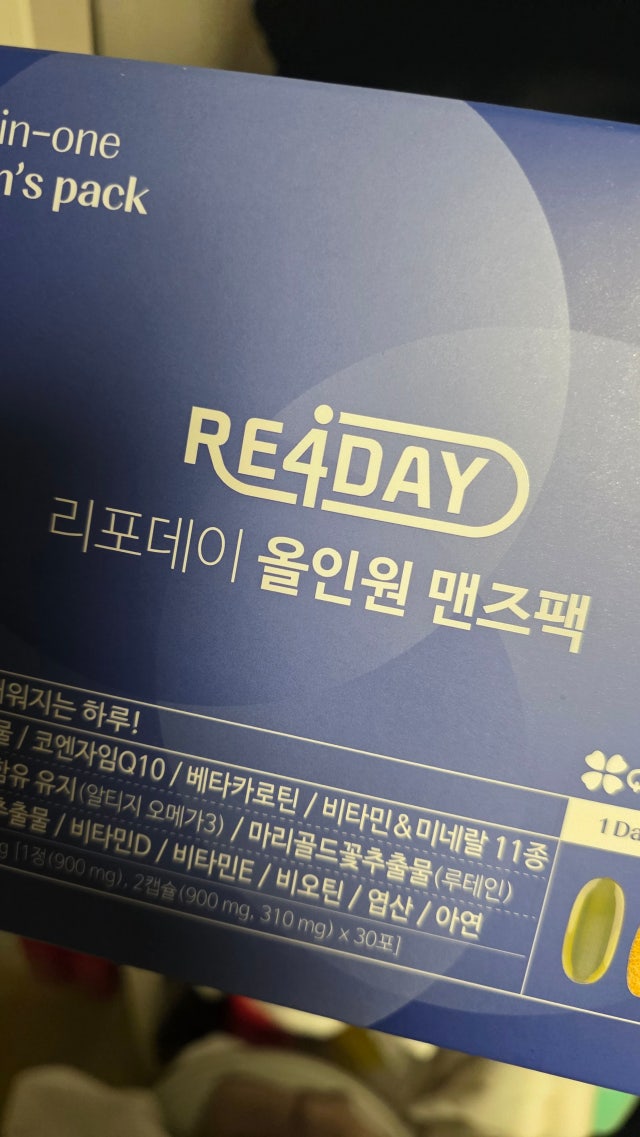 in-one
's pack
RE4DAY
리포데이 올인원 맨즈팩
워지는 하루!
/ 코엔자임Q10 / 베타카로틴 / 비타민&미네랄 11종
함유 유지(알티지 오메가3) / 마리골드꽃추출물(루테인)
추출물 / 비타민D / 비타민E / 비오틴 / 엽산 / 아연
g [1정(900 mg), 2캡슐(900 mg, 310 mg) x 30포]
1 Da